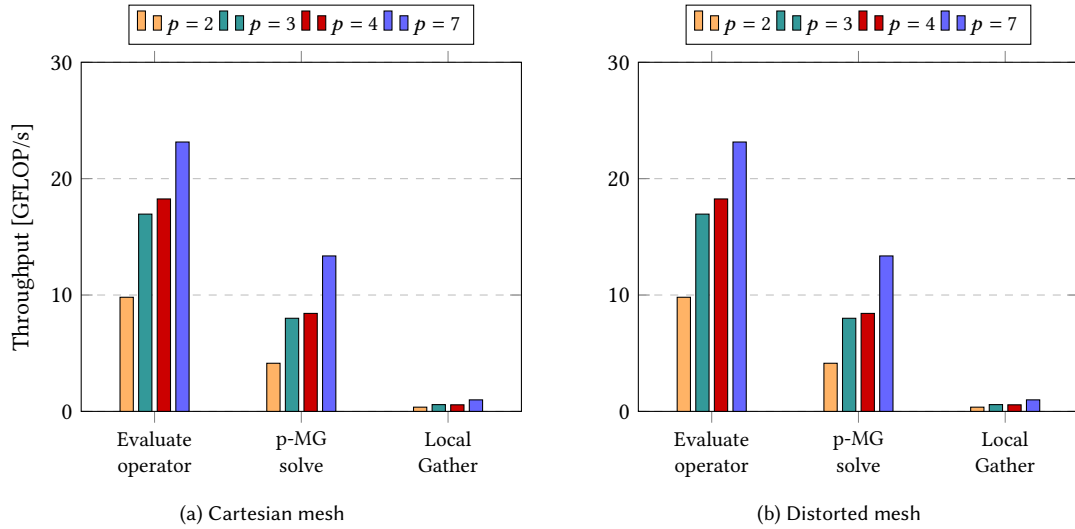 p = 2 p = 3 p = 4 p = 7
30
20
10
0
Throughput [GFLOP/s]
Evaluate operator
p-MG solve
Local Gather
(a) Cartesian mesh
p = 2 p = 3 p = 4 p = 7
30
20
10
0
Evaluate operator
p-MG solve
Local Gather
(b) Distorted mesh